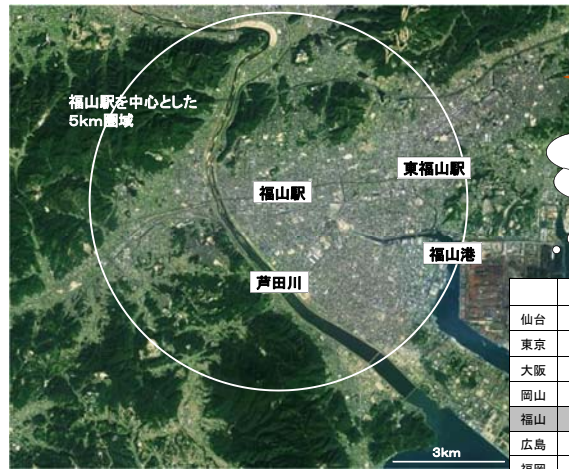 福山駅を中心とした
5km圏域
東福山駅
福山駅
福山港
芦田川
仙台
東京
大阪
岡山
福山
広島
福岡
3km